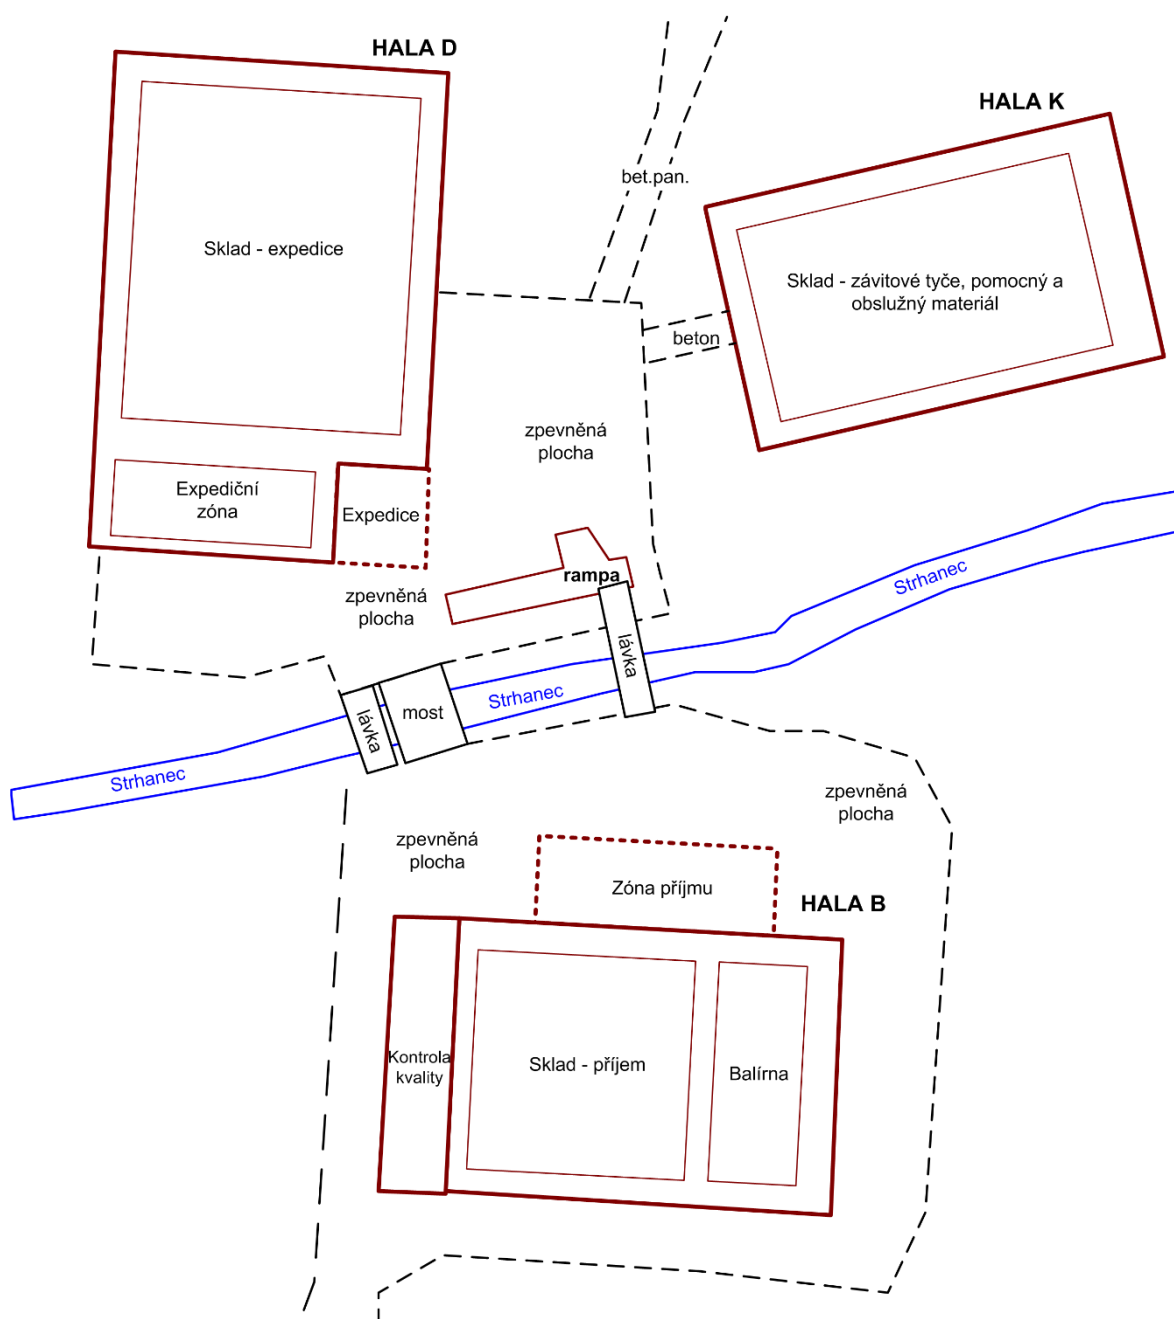 HALA D
HALA K
bet.pan.
Sklad - expedice
Sklad - závitové tyče, pomocný a
obslužný materiál
beton
zpevněná
plocha
Expediční
zóna
Expedice
rampa
Strhanec
zpevněná
plocha
lávka
Strhanec
most
lávka
Strhanec
zpevněná
plocha
zpevněná
plocha
Zóna příjmu
HALA B
Kontrola
kvality
Sklad - příjem
Balírna